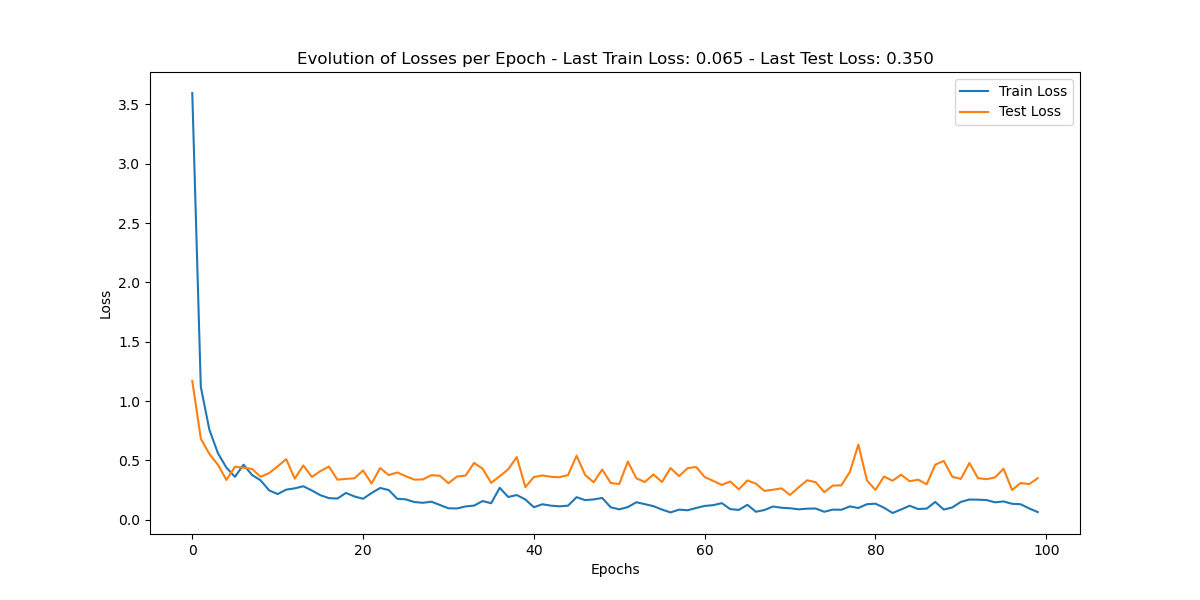 Evolution of Losses per Epoch - Last Train Loss: 0.065 - Last Test Loss: 0.350
Train Loss
Test Loss
3.5
3.0
2.5
2.0
1.5
1.0
0.5
0.0
Loss
0 20 40 60 80 100
Epochs